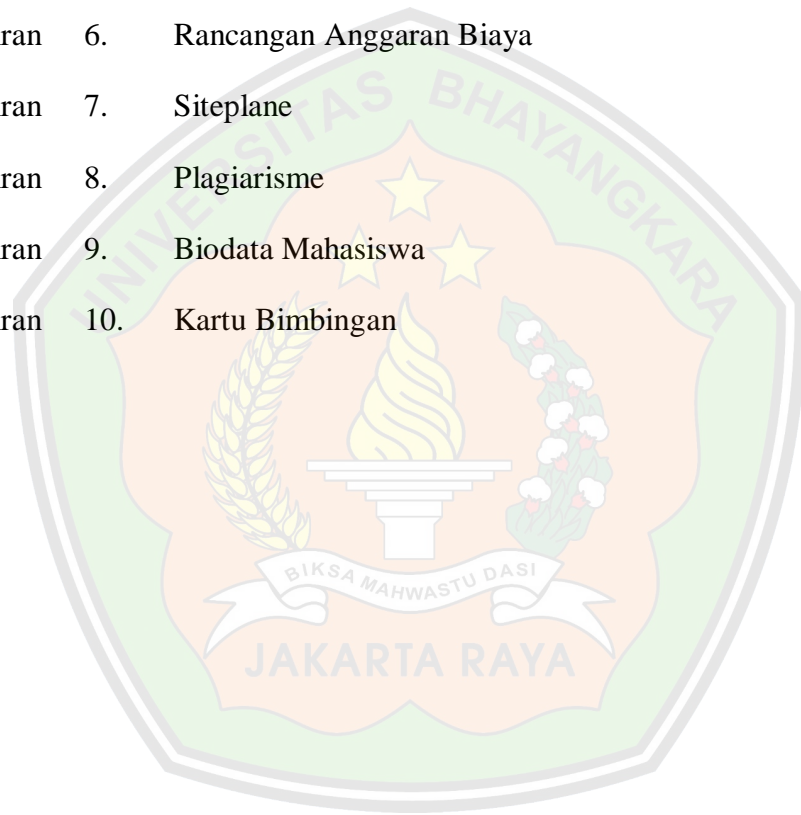 ran 6. Rancangan Anggaran Biaya
ran 7. Siteplane
ran 8. Plagiarisme
ran 9. Biodata Mahasiswa
ran 10. Kartu Bimbingan
UNIVERSITAS BHAYANGKARA
BIKSA MAHWASTU DASI
JAKARTA RAYA